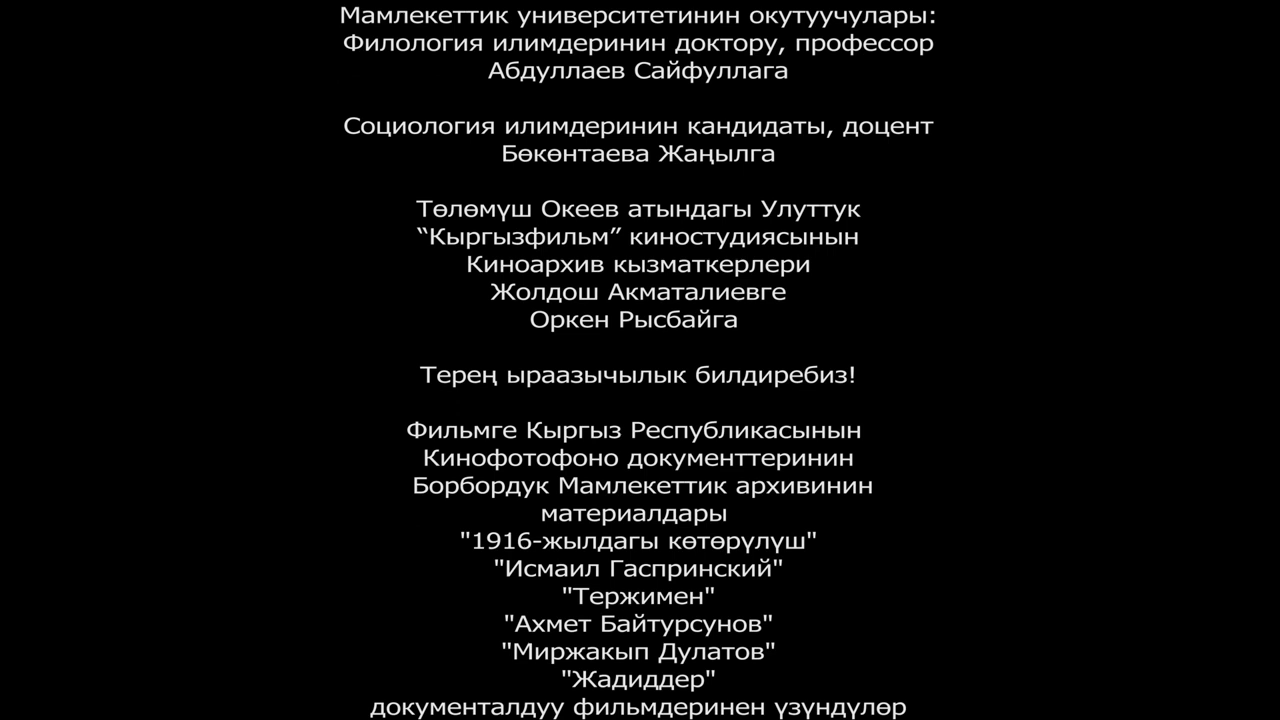 Мамлекеттик университетинин окутуучулары:
Филология илимдеринин доктору, профессор
Абдуллаев Сайфуллага
Социология илимдеринин кандидаты, доцент
Бөкөнтаева Жаңылга
Төлөмүш Океев атындагы Улуттук
“Кыргызфильм” киностудиясынын
Киноархив кызматкерлери
Жолдош Акматалиевге
Оркен Рысбайга
Терең ыраазычылык билдиребиз!
Фильмге Кыргыз Республикасынын
Кинофотофоно документтеринин
Борбордук Мамлекеттик архивинин
материалдары
"1916-жылдагы көтөрүлүш"
"Исмаил Гаспринский"
"Тержимен"
"Ахмет Байтурсунов"
"Миржакып Дулатов"
"Жадиддер"
документалдуу фильмдеринен үзүндүлөр